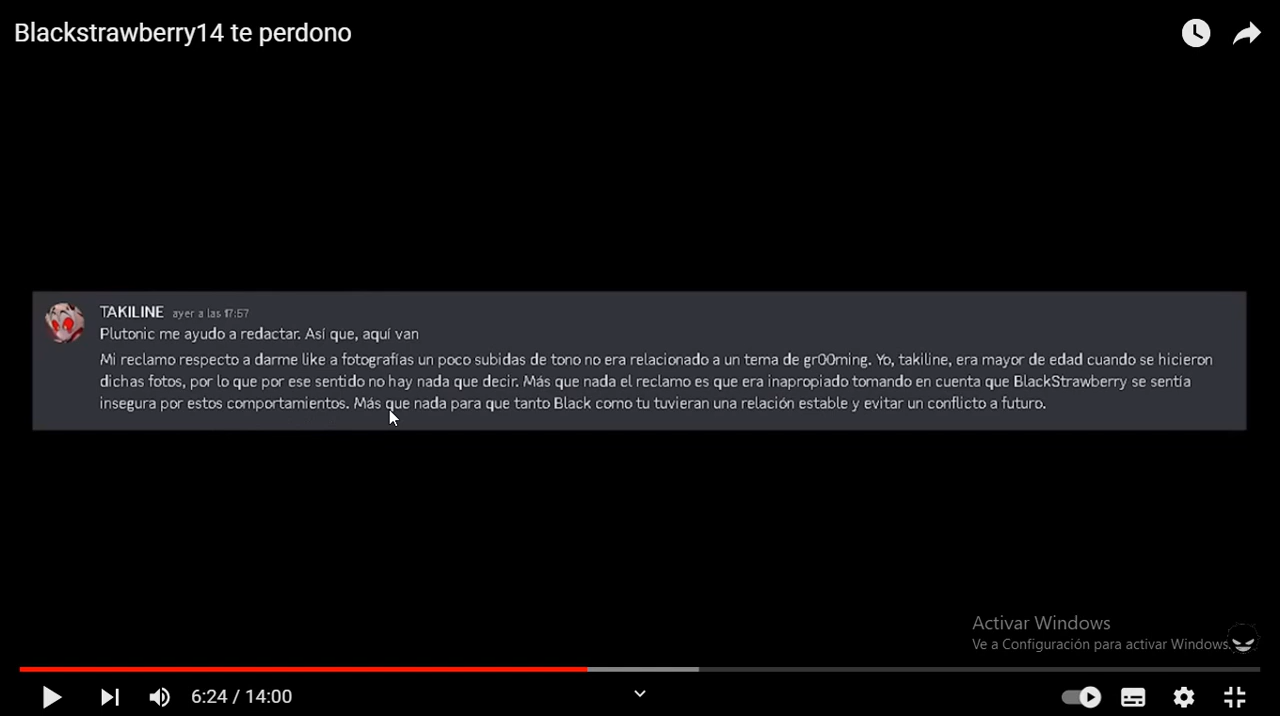 Blackstrawberry14 te perdono
TAKILINE ayer a las 17:57
Plutonic me ayudo a redactar. Así que, aquí van
Mi reclamo respecto a darme like a fotografías un poco subidas de tono no era relacionado a un tema de gr00ming. Yo, takiline, era mayor de edad cuando se hicieron
dichas fotos, por lo que por ese sentido no hay nada que decir. Más que nada el reclamo es que era inapropiado tomando en cuenta que BlackStrawberry se sentía
insegura por estos comportamientos. Más que nada para que tanto Black como tu tuvieran una relación estable y evitar un conflicto a futuro.
Activar Windows
Ve a Configuración para activar Windows.
6:24 / 14:00